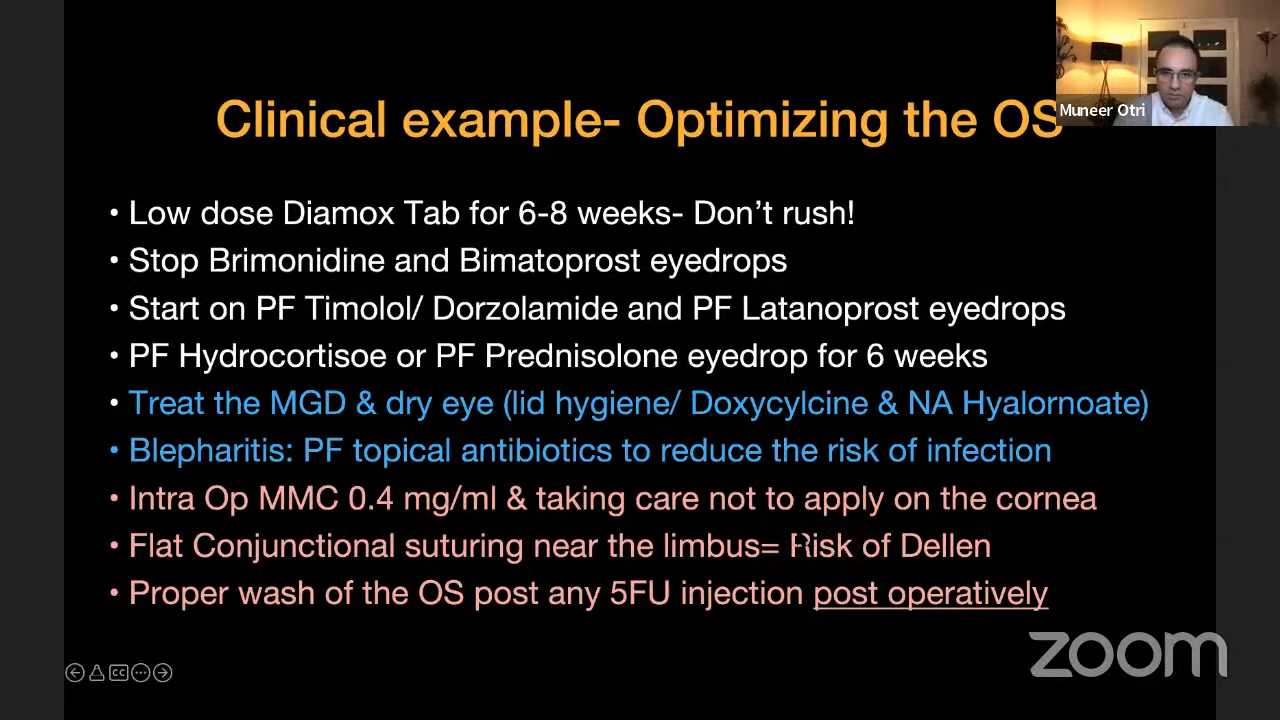 Muneer Otri
Clinical example- Optimizing the OS
• Low dose Diamox Tab for 6-8 weeks- Don’t rush!
• Stop Brimonidine and Bimatoprost eyedrops
• Start on PF Timolol/ Dorzolamide and PF Latanoprost eyedrops
• PF Hydrocortisoe or PF Prednisolone eyedrop for 6 weeks
• Treat the MGD & dry eye (lid hygiene/ Doxycylcine & NA Hyalornoate)
• Blepharitis: PF topical antibiotics to reduce the risk of infection
• Intra Op MMC 0.4 mg/ml & taking care not to apply on the cornea
• Flat Conjunctional suturing near the limbus= Risk of Dellen
• Proper wash of the OS post any 5FU injection post operatively
zoom
CC